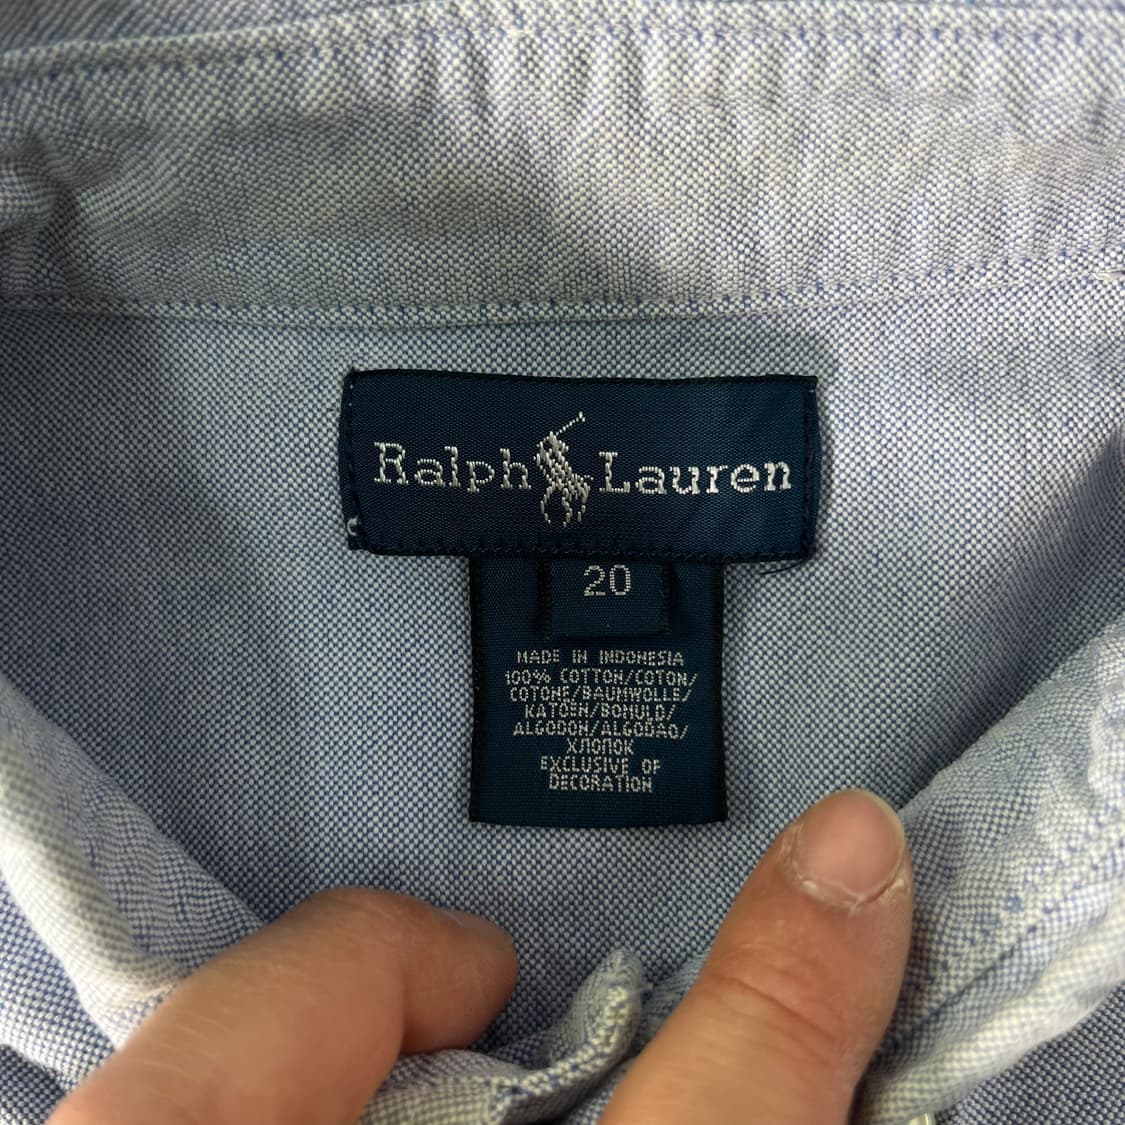 Ralph Lauren
20
MADE IN INDONESIA
100% COTTON/COTON/
COTONE/BAUMWOLLE/
KATOEN/BOMULD/
ALGODON/ALGODAO/
ХЛОПОК
EXCLUSIVE OF
DECORATION